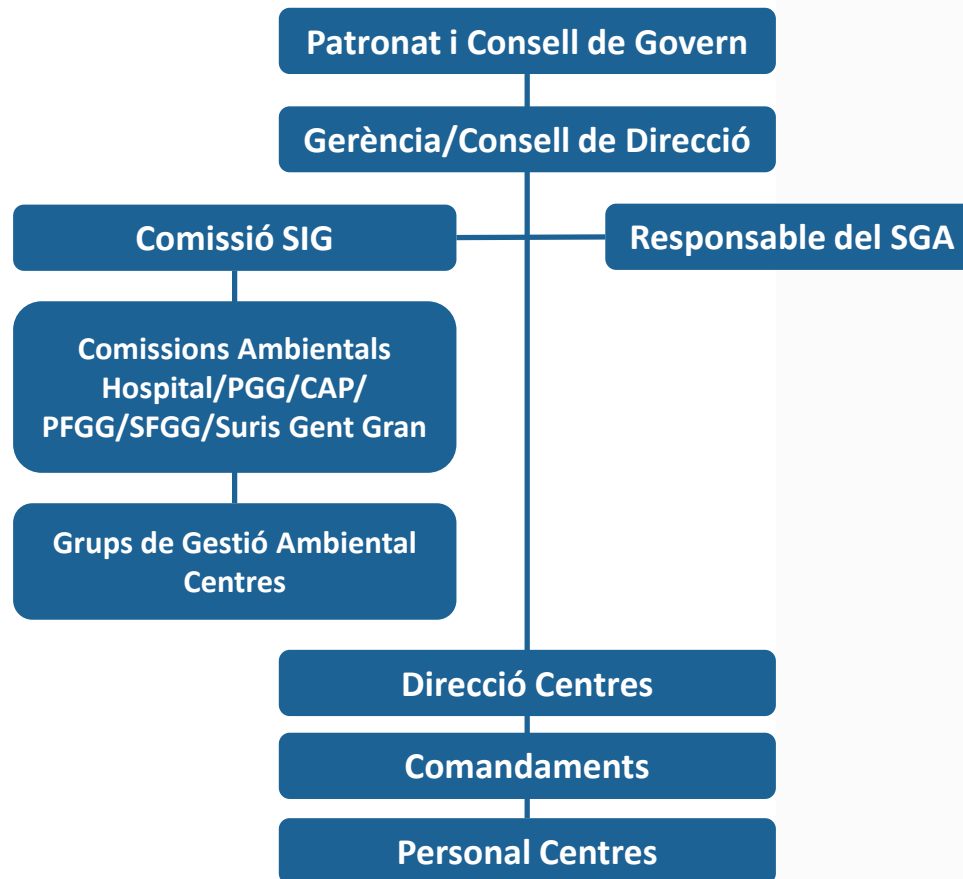 Patronat i Consell de Govern
Gerència/Consell de Direcció
Comissió SIG
Responsable del SGA
Comissions Ambientals
Hospital/PGG/CAP/
PFGG/SFGG/Suris Gent Gran
Grups de Gestió Ambiental
Centres
Direcció Centres
Comandaments
Personal Centres